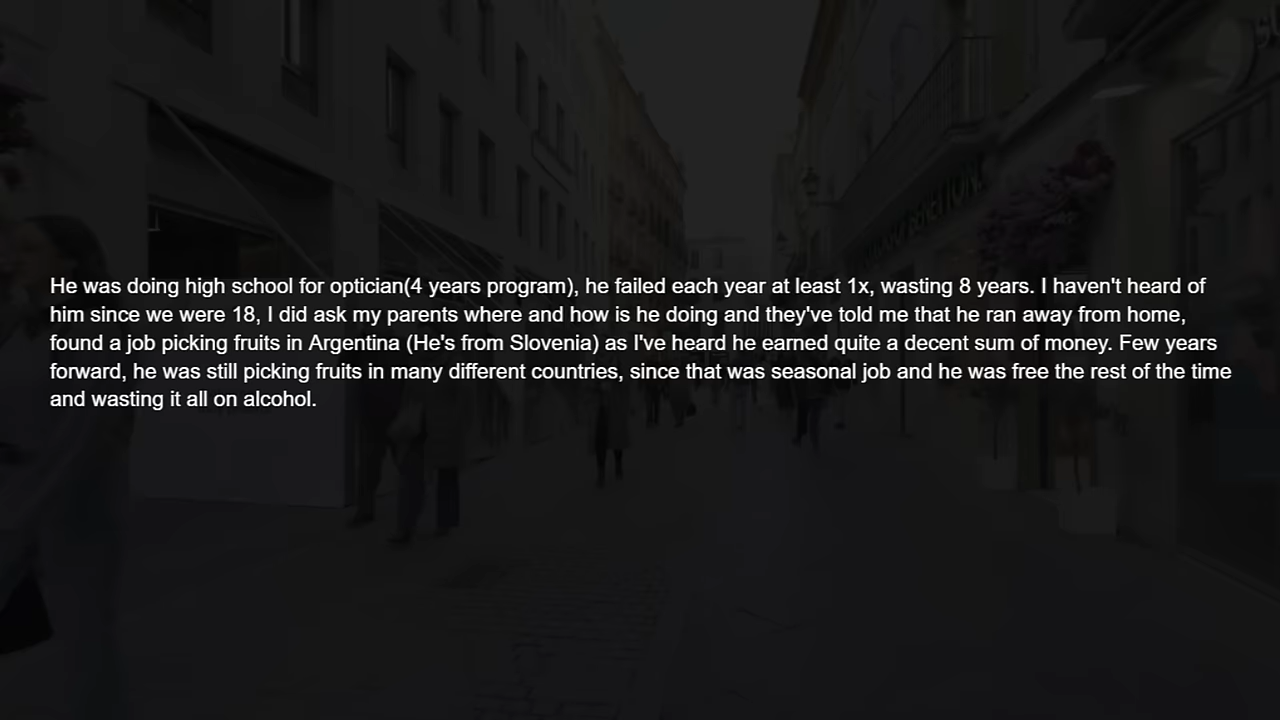 He was doing high school for optician(4 years program), he failed each year at least 1x, wasting 8 years. I haven't heard of
him since we were 18, I did ask my parents where and how is he doing and they've told me that he ran away from home,
found a job picking fruits in Argentina (He's from Slovenia) as I've heard he earned quite a decent sum of money. Few years
forward, he was still picking fruits in many different countries, since that was seasonal job and he was free the rest of the time
and wasting it all on alcohol.